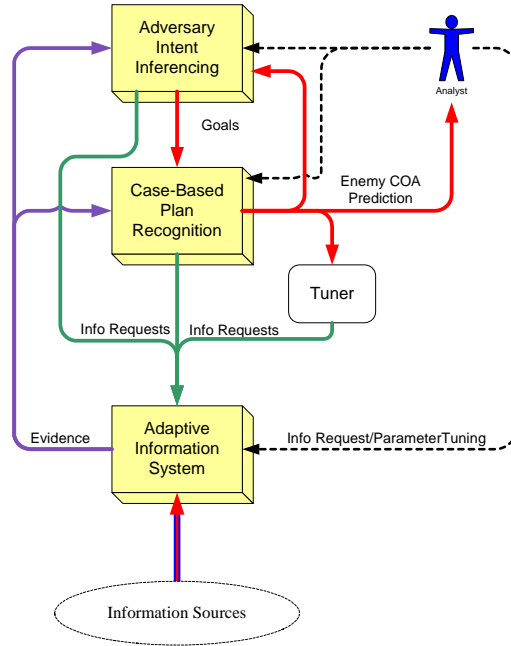 Adversary
Intent
Inferencing
Analyst
Goals
Case-Based
Plan
Recognition
Enemy COA
Prediction
Tuner
Info Requests
Info Requests
Adaptive
Information
System
Evidence
Info Request/ParameterTuning
Information Sources